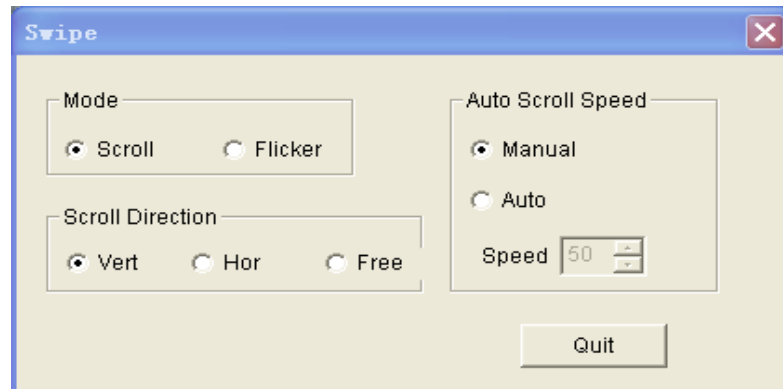 Swipe
Mode
Scroll Flicker
Scroll Direction
Vert Hor Free
Auto Scroll Speed
Manual
Auto
Speed 50
Quit